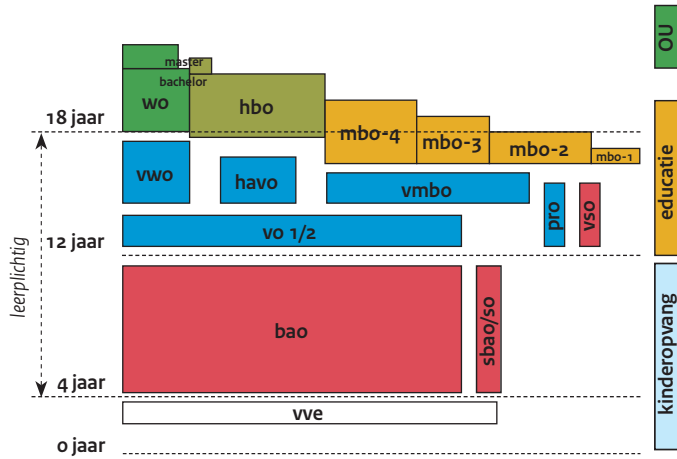 OU
master
bachelor
wo
hbo
18 jaar
mbo-4
mbo-3
mbo-2
mbo-1
vwo
havo
vmbo
pro
vso
educatie
leerplichtig
vo 1/2
12 jaar
bao
sbao/so
kinderopvang
4 jaar
vve
0 jaar